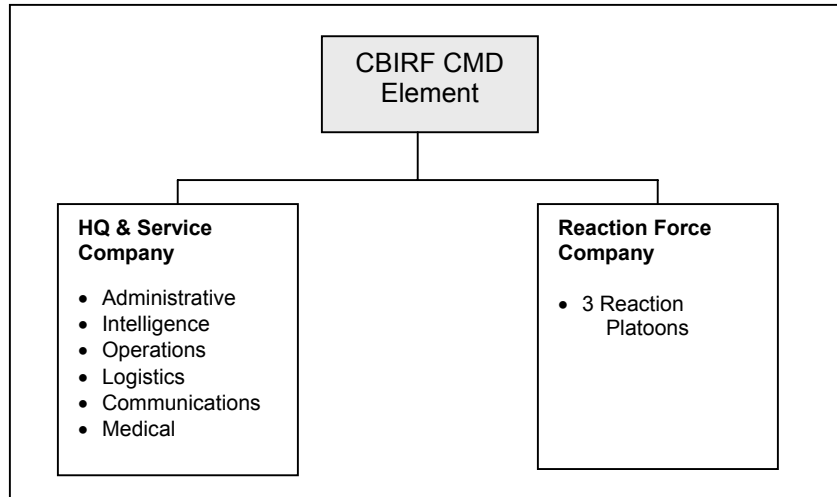 CBIRF CMD
Element
HQ & Service
Company
• Administrative
• Intelligence
• Operations
• Logistics
• Communications
• Medical
Reaction Force
Company
• 3 Reaction
Platoons